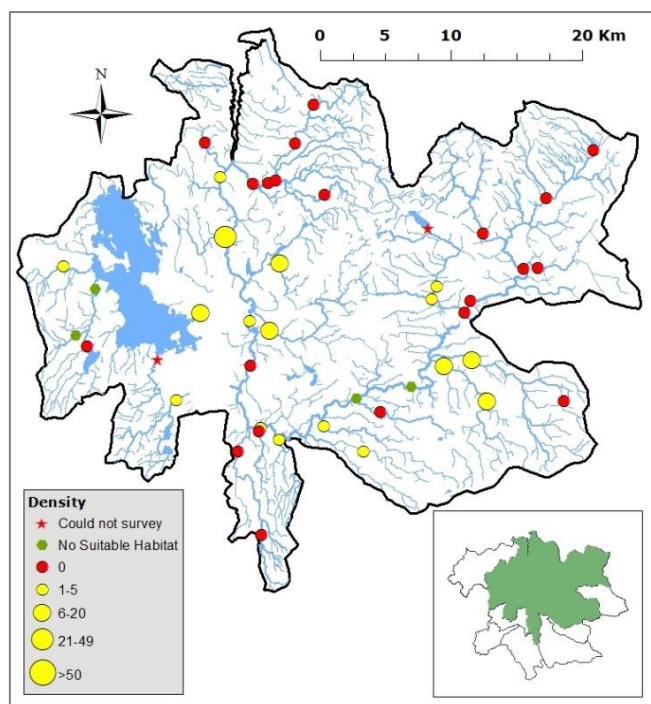 0 5 10 20 Km
N
Density
Could not survey
No Suitable Habitat
0
1-5
6-20
21-49
>50